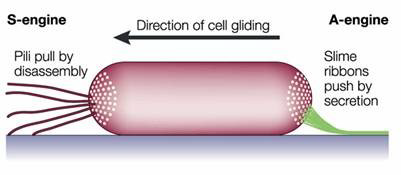 S-engine
Direction of cell gliding
A-engine
Pili pull by
disassembly
Slime
ribbons
push by
secretion